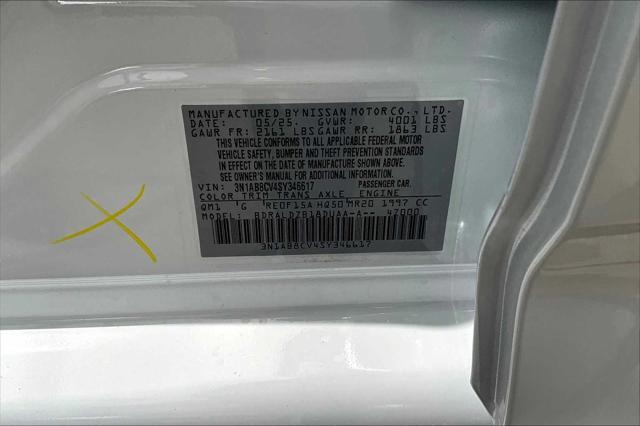 MANUFACTURED BY NISSAN MOTOR CO., LTD.
DATE: 05/25. GVWR: 4001 LBS
GAWR FR: 2161 LBS GAWR RR: 1863 LBS
THIS VEHICLE CONFORMS TO ALL
APPLICABLE FEDERAL MOTOR
VEHICLE SAFETY, BUMPER AND THEFT PREVENTION STANDARDS
IN EFFECT ON THE DATE OF MANUFACTURE SHOWN ABOVE.
SEE OWNERS MANUAL FOR ADDITIONAL INFORMATION.
VIN: 3N1AB8CV4SY346617 PASSENGER CAR.
COLOR TRIM TRANS AXLE ENGINE
QM1 G RE0F15A HQ50 MR20 1997 CC
MODEL: BDRALDZB18DUAA-A-- 47000
3N1AB8CV4SY346617